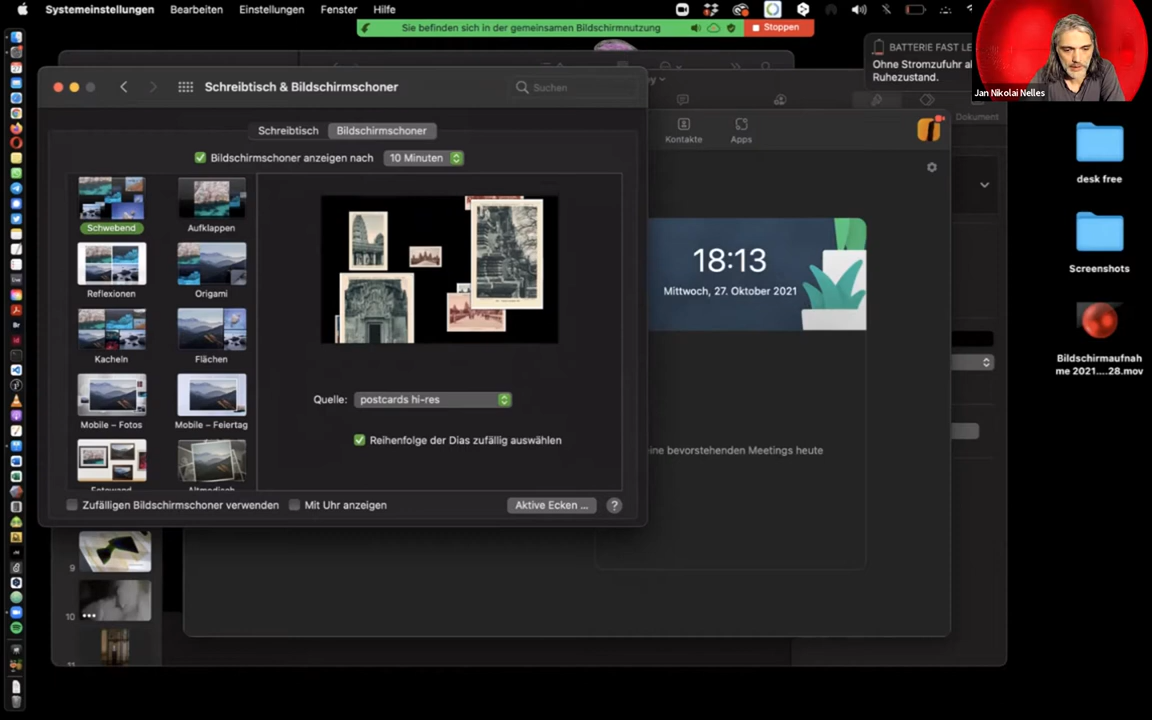 Systemeinstellungen Bearbeiten Einstellungen Fenster Hilfe
Sie befinden sich in der gemeinsamen Bildschirmnutzung
Stoppen
BATTERIE FAST LE
Ohne Stromzufuhr
Ruhezustand.
Jan Nikolai Nelles
Schreibtisch & Bildschirmschoner
Suchen
Schreibtisch Bildschirmschoner
Bildschirmschoner anzeigen nach 10 Minuten
Schwebend Aufklappen
Reflexionen Origami
Kacheln Flächen
Mobile – Fotos Mobile – Feiertag
Fotowand Altmodisch
Quelle: postcards hi-res
Reihenfolge der Dias zufällig auswählen
Zufälligen Bildschirmschoner verwenden Mit Uhr anzeigen Aktive Ecken ... ?
Kontakte Apps
Dokument
18:13
Mittwoch, 27. Oktober 2021
ine bevorstehenden Meetings heute
desk free
Screenshots
Bildschirmaufnah
me 2021....28.mov
9
10
11